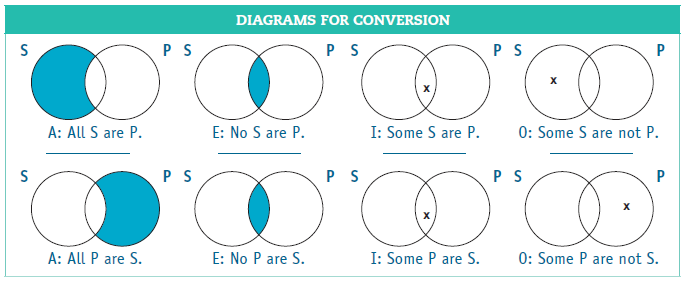 DIAGRAMS FOR CONVERSION
S P S P S P S P
x x
A: All S are P. E: No S are P. I: Some S are P. O: Some S are not P.
S P S P S P S P
x x
A: All P are S. E: No P are S. I: Some P are S. O: Some P are not S.